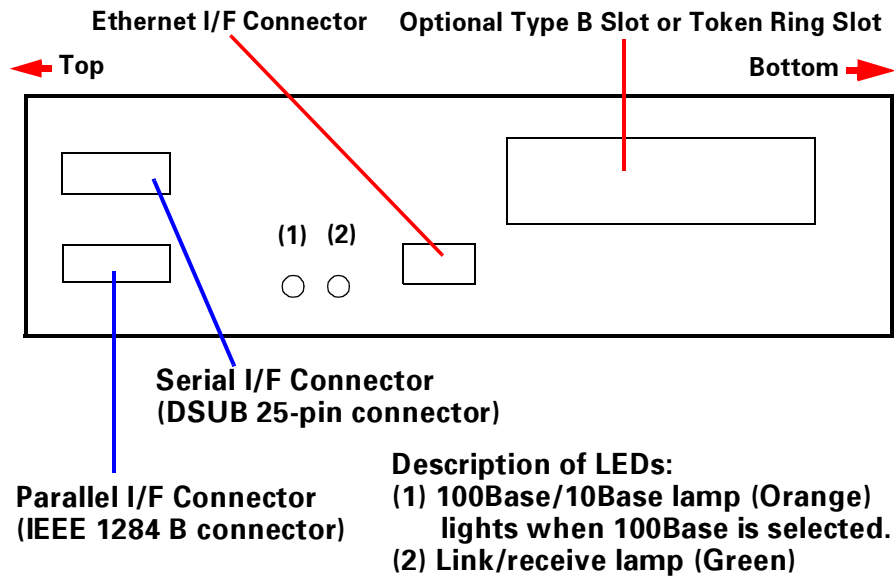 Ethernet I/F Connector
Optional Type B Slot or Token Ring Slot
Top
Bottom
(1) (2)
Serial I/F Connector
(DSUB 25-pin connector)
Parallel I/F Connector
(IEEE 1284 B connector)
Description of LEDs:
(1) 100Base/10Base lamp (Orange)
lights when 100Base is selected.
(2) Link/receive lamp (Green)